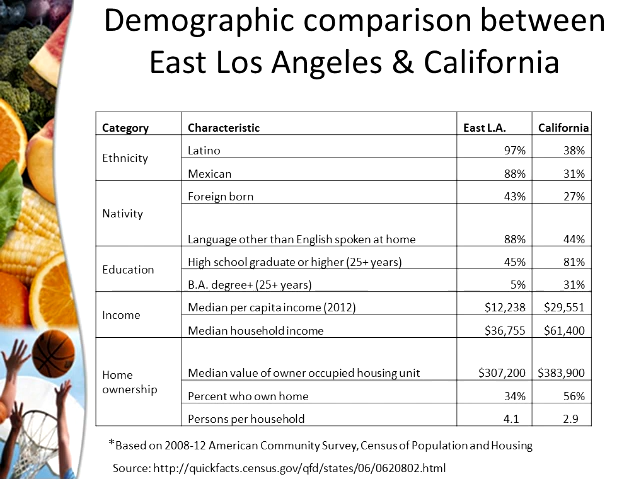 Demographic comparison between
East Los Angeles & California
Category Characteristic East L.A. California
Ethnicity
Latino 97% 38%
Mexican 88% 31%
Nativity
Foreign born 43% 27%
Language other than English spoken at home 88% 44%
Education
High school graduate or higher (25+ years) 45% 81%
B.A. degree+ (25+ years) 5% 31%
Income
Median per capita income (2012) $12,238 $29,551
Median household income $36,755 $61,400
Home
ownership
Median value of owner occupied housing unit $307,200 $383,900
Percent who own home 34% 56%
Persons per household 4.1 2.9
*Based on 2008-12 American Community Survey, Census of Population and Housing
Source: http://quickfacts.census.gov/qfd/states/06/0620802.html